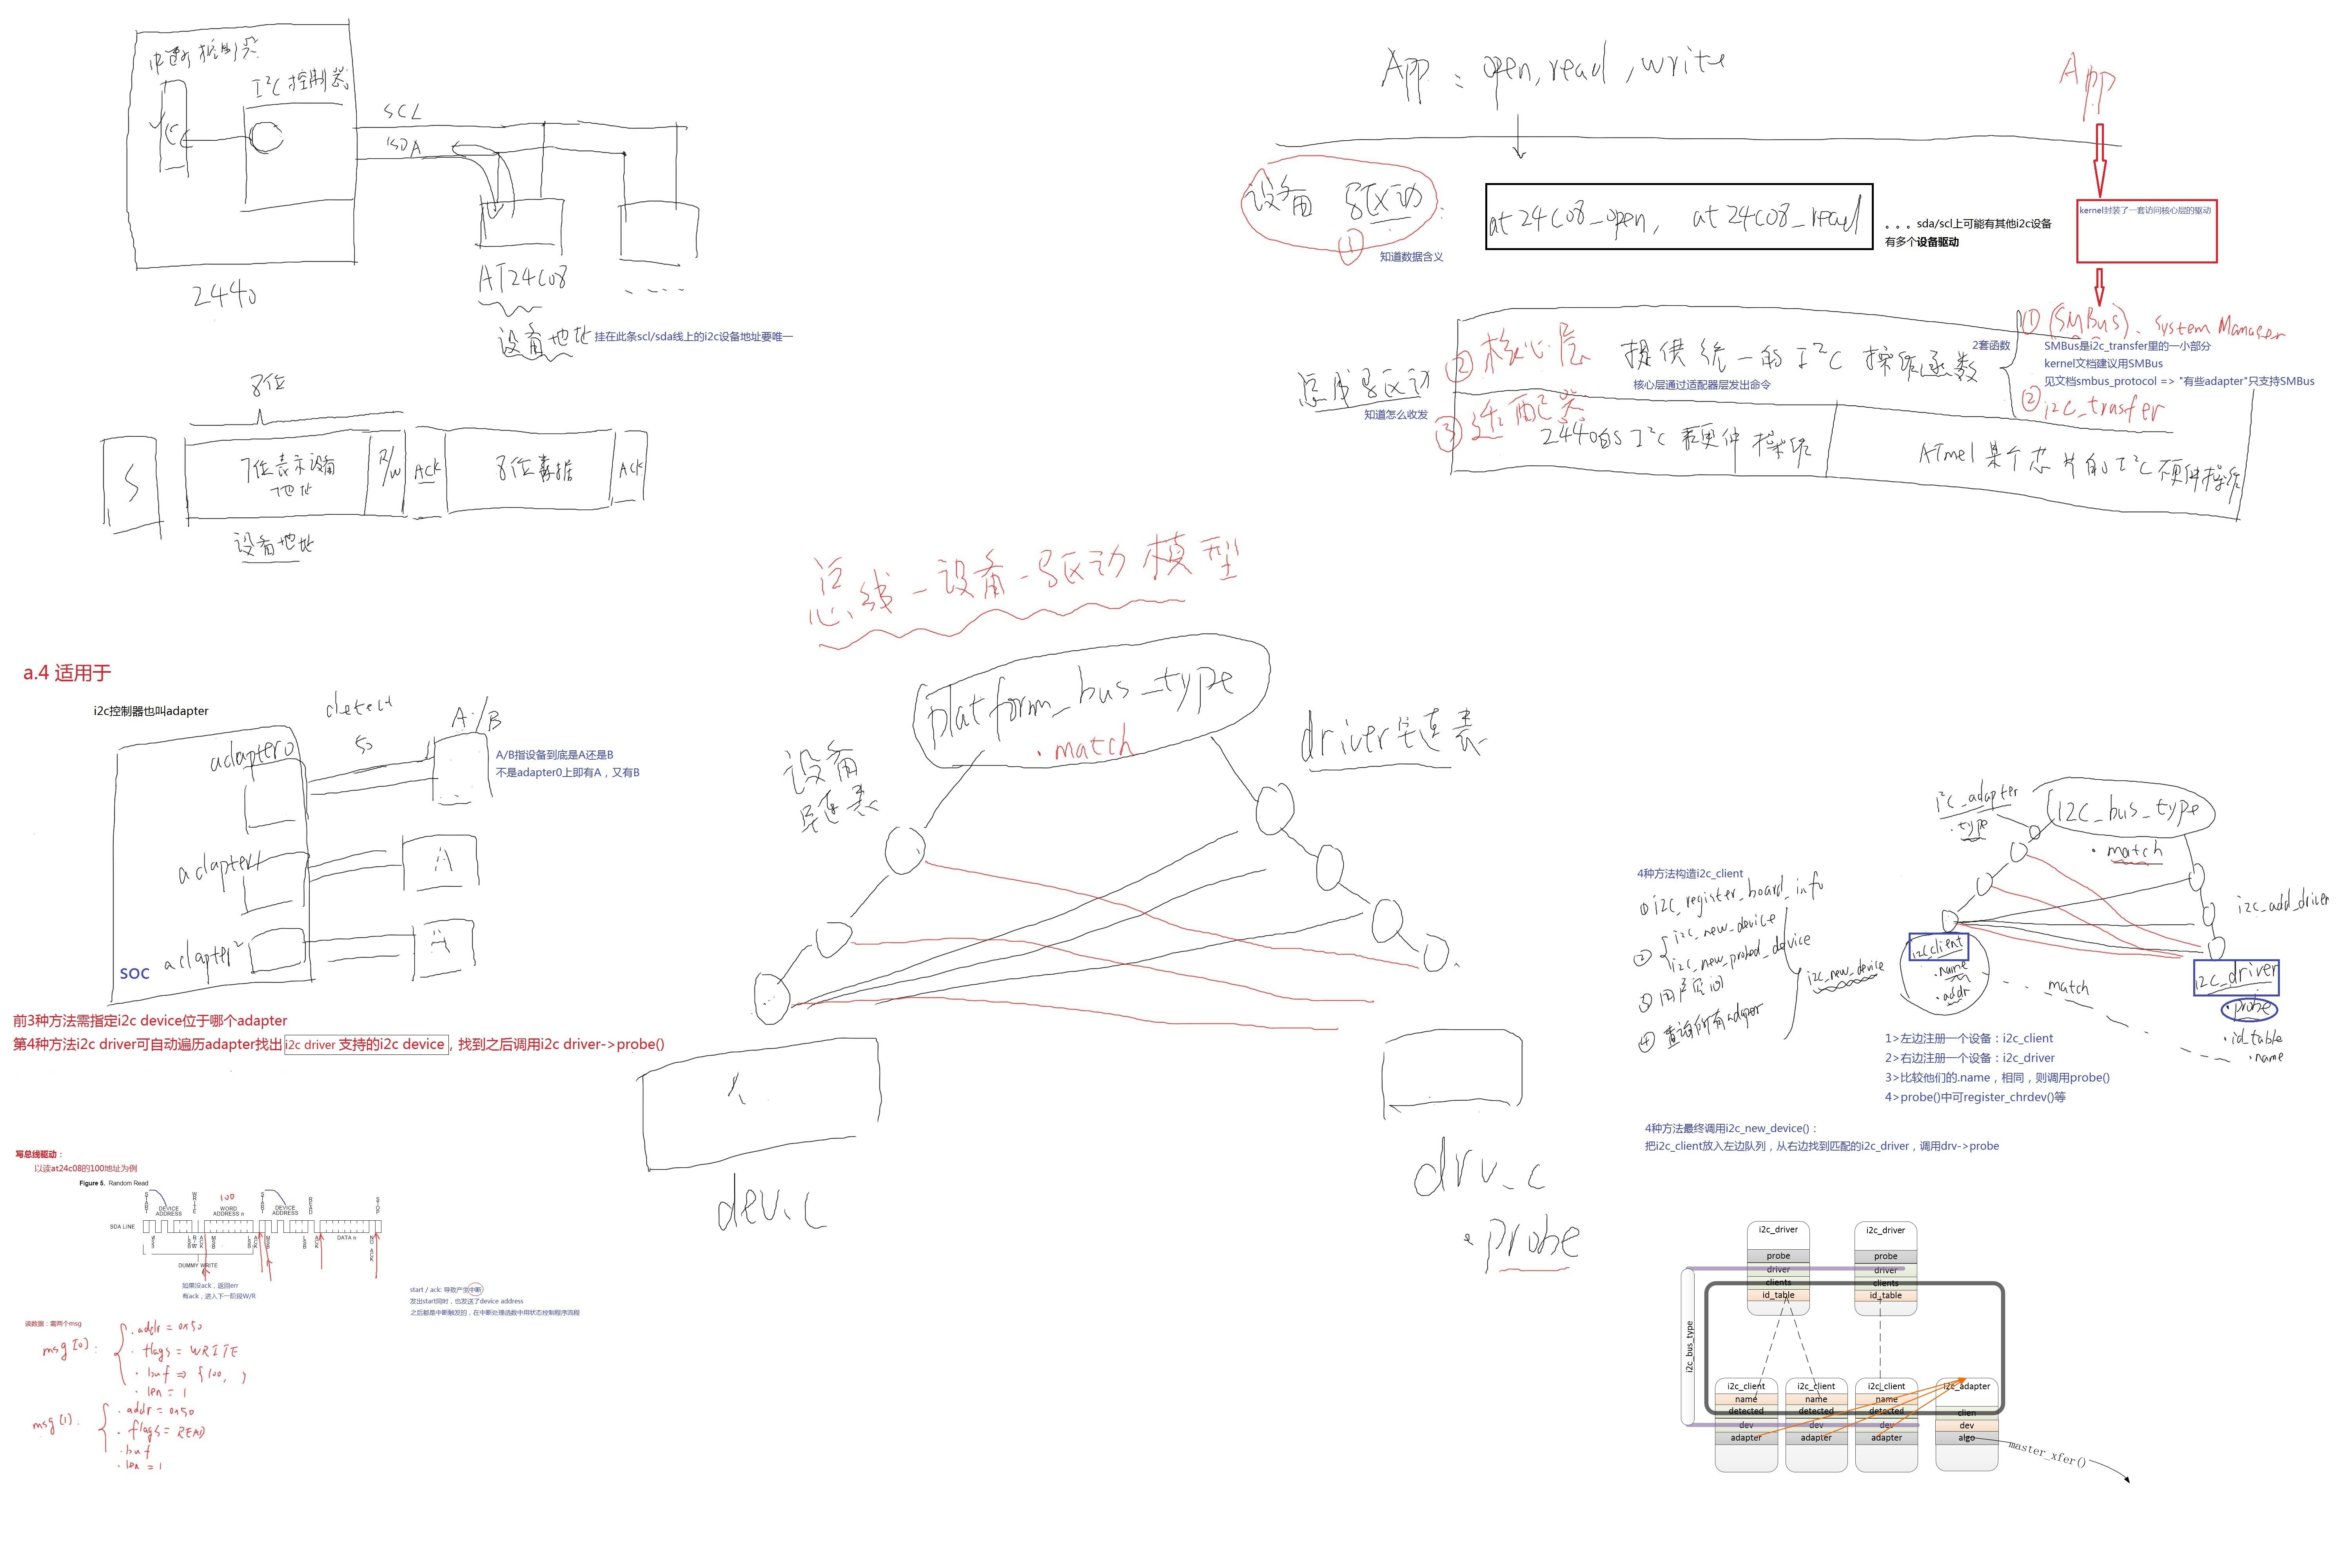 I²C 控制器
SCL
SDA
2440
AT24C08
设备地址 挂在此条scl/sda线上的i2c设备地址要唯一
8位
S
7位表示设备
地址
R/W
ACK
8位数据
ACK
设备地址
App : open, read, write
App
设备驱动:
①
知道数据含义
at24c08_open, at24c08_read
。。。sda/scl上可能有其他i2c设备
有多个设备驱动
kernel封装了一套访问核心层的驱动
总线驱动
知道怎么收发
② 核心层
提供统一的I²C 操作函数
核心层通过适配器层发出命令
2套函数
① (SMBus). System Manager
SMBus是i2c_transfer里的一小部分
kernel文档建议用SMBus
见文档smbus_protocol => "有些adapter"只支持SMBus
② i2c_trasfer
③ 适配器
2440的I²C 硬件操作
ATmel 某个芯片的I²C硬件操作
总线-设备-驱动模型
platform_bus_type
.match
设备
链表
driver链表
dev.c
drv.c
.probe
a.4 适用于
i2c控制器也叫adapter
detect
50
A/B
A/B指设备到底是A还是B
不是adapter0上即有A，又有B
adapter0
adapter1
A
adapter2
A
SOC
前3种方法需指定i2c device位于哪个adapter
第4种方法i2c driver可自动遍历adapter找出i2c driver 支持的i2c device，找到之后调用i2c driver->probe()
写总线驱动：
以读at24c08的100地址为例
Figure 5. Random Read
START
DEVICE ADDRESS
WRITE
100
WORD ADDRESS n
START
DEVICE ADDRESS
READ
STOP
SDA LINE
MSB
LSB
R/W
ACK
MSB
LSB
ACK
MSB
LSB
ACK
DATA n
NO ACK
DUMMY WRITE
如果没ack，返回err
有ack，进入下一阶段W/R
start / ack: 导致产生中断
发出start同时，也发送了device address
之后都是中断触发的，在中断处理函数中用状态控制程序流程
读数据：需两个msg
msg[0]:
.addr = 0x50
.flags = WRITE
.buf => {100, }
.len = 1
msg[1]:
.addr = 0x50
.flags = READ
.buf
.len = 1
4种方法构造i2c_client
① i2c_register_board_info
② i2c_new_device
i2c_new_probed_device
③ 用户空间
④ 查询所有adapter
i2c_new_device
i2c_adapter
.type
I2C_bus_type
.match
i2c_add_driver
i2cclient
.name
.addr
match
i2c_driver
.probe
.id_table
.name
1>左边注册一个设备：i2c_client
2>右边注册一个设备：i2c_driver
3>比较他们的.name，相同，则调用probe()
4>probe()中可register_chrdev()等
4种方法最终调用i2c_new_device()：
把i2c_client放入左边队列，从右边找到匹配的i2c_driver，调用drv->probe
i2c_driver
probe
driver
clients
id_table
i2c_driver
probe
driver
clients
id_table
i2c_bus_type
i2c_client
name
detected
dev
adapter
i2c_client
name
detected
dev
adapter
i2c_client
name
detected
dev
adapter
i2c_adapter
clien
dev
algo
master_xfer()